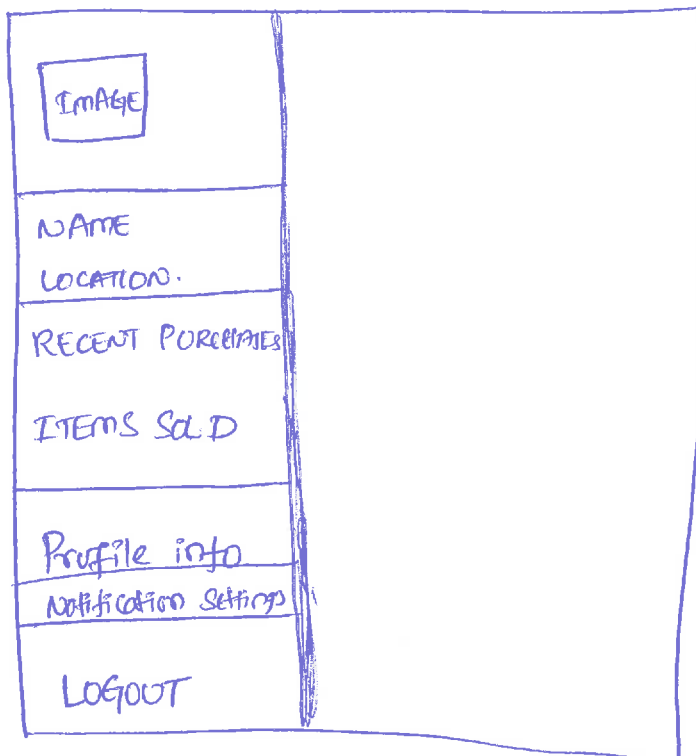 IMAGE
NAME
LOCATION.
RECENT PURCHASES
ITEMS SOLD
Profile info
Notification Settings
LOGOUT